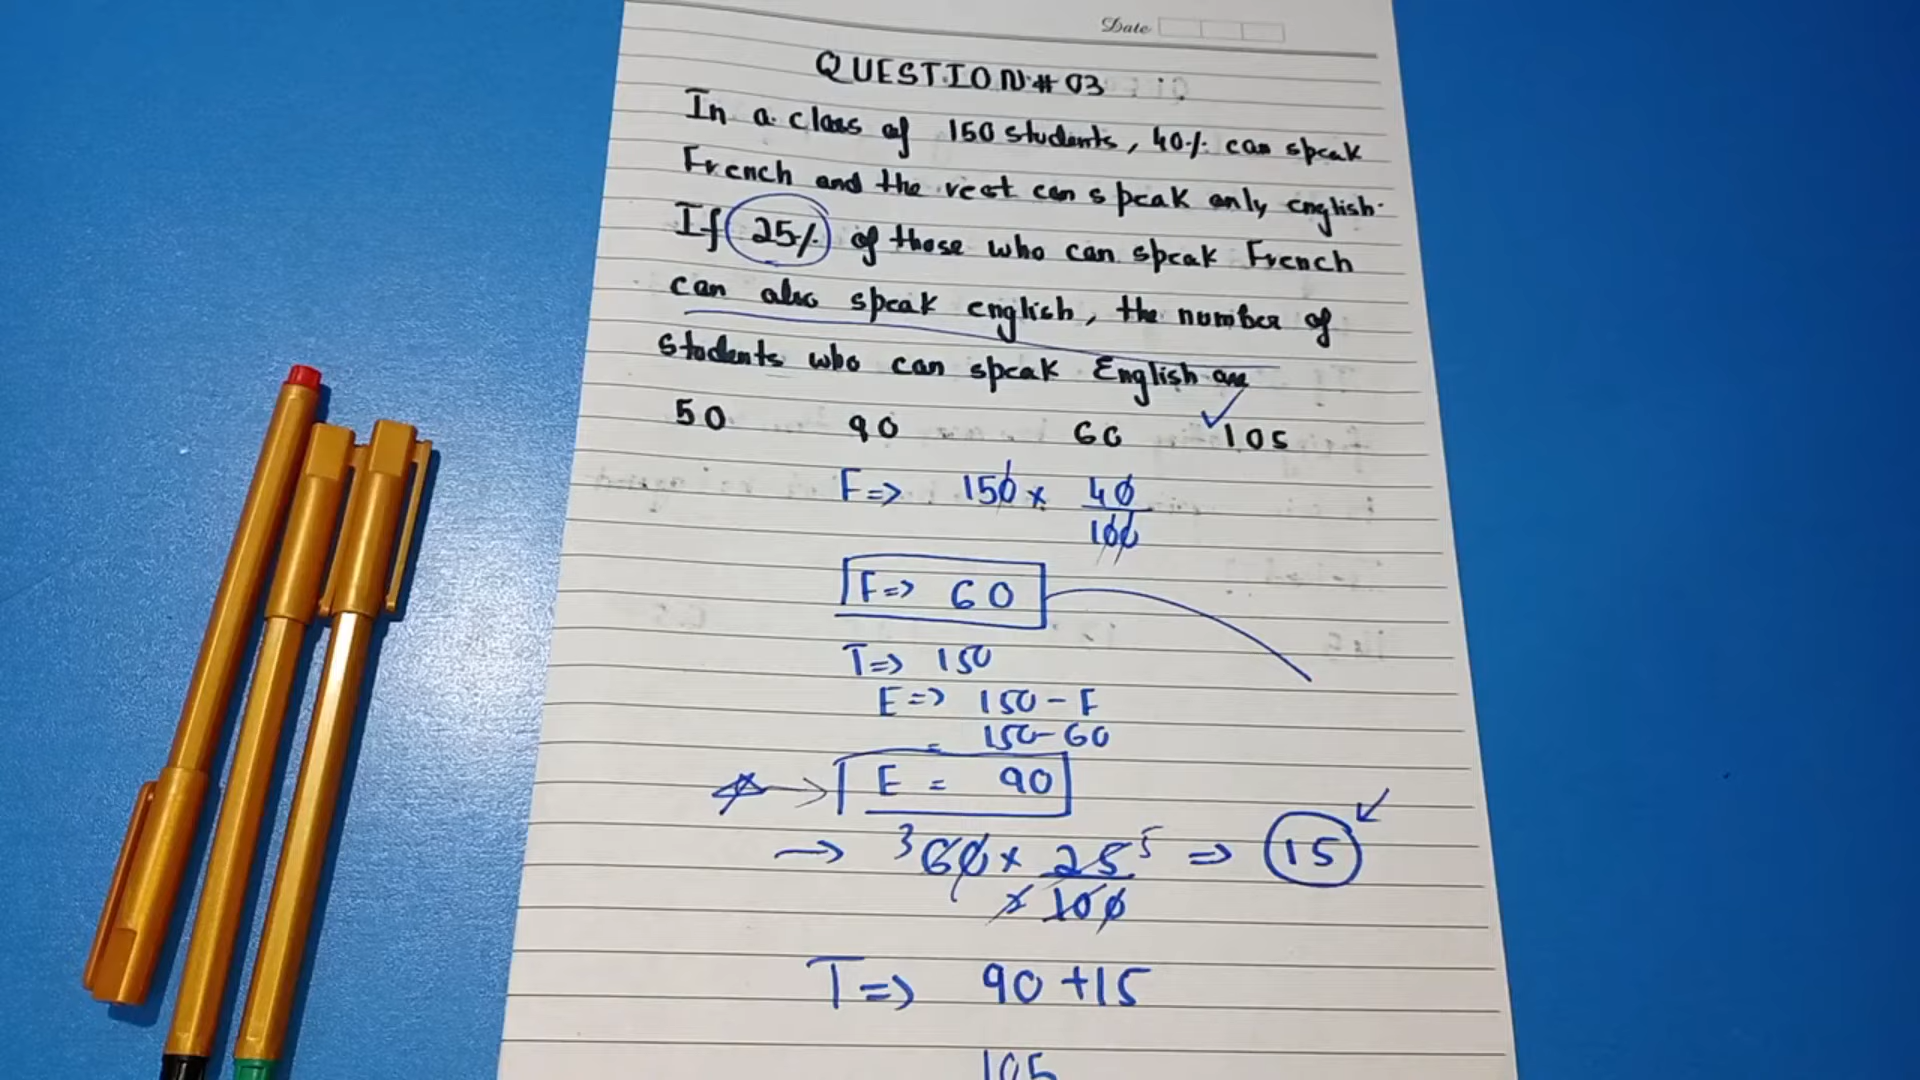 Date
QUESTION # 03
In a class of 150 students, 40% can speak
French and the rest can speak only english.
If 25% of those who can speak French
can also speak english, the number of
students who can speak English are
50 90 60 105
F => 150 × 40
100
F => 60
T => 150
E => 150 - F
= 150-60
E = 90
→ 3 60 × 25 5 => 15
100
T => 90 +15
105